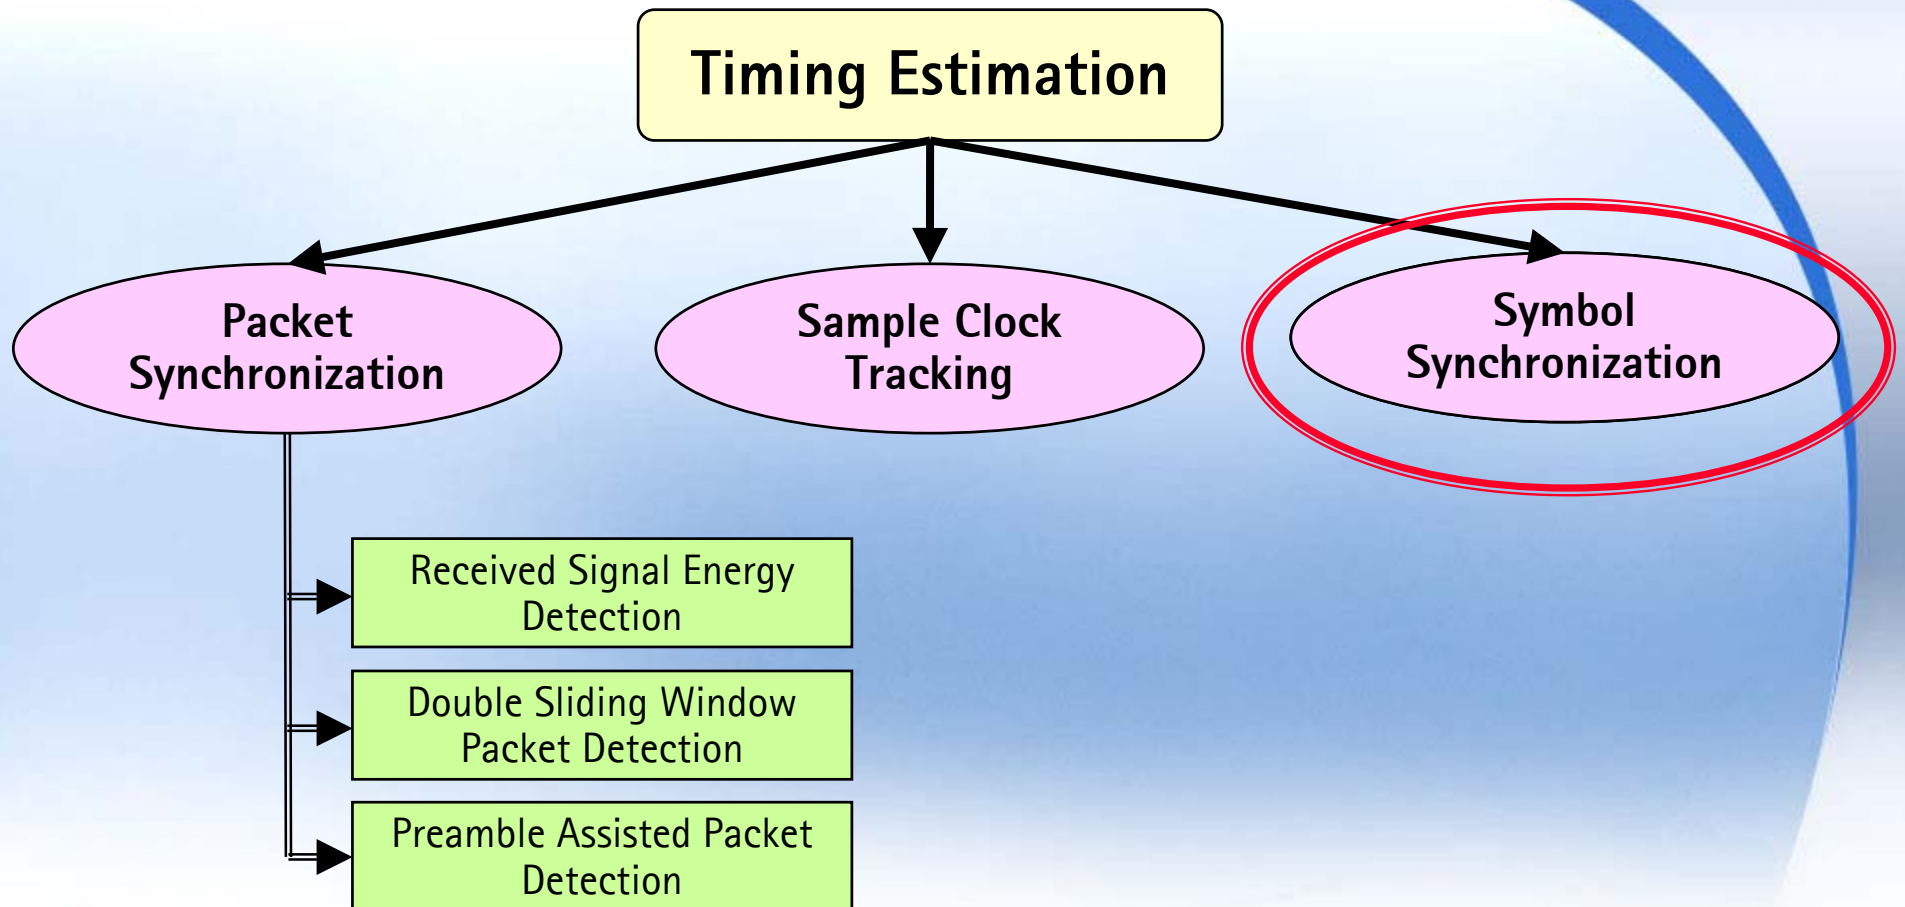 Timing Estimation
Packet
Synchronization
Sample Clock
Tracking
Symbol
Synchronization
Received Signal Energy
Detection
Double Sliding Window
Packet Detection
Preamble Assisted Packet
Detection